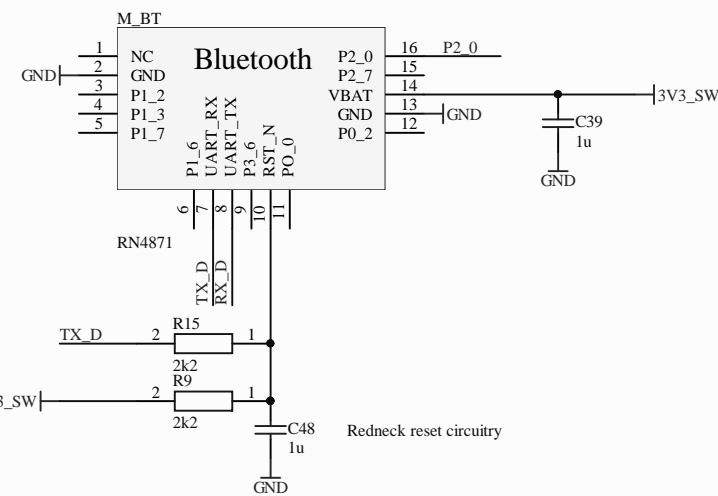 M_BT
Bluetooth
1 NC
GND 2 GND
3 P1_2
4 P1_3
5 P1_7
P2_0 16 P2_0
P2_7 15
VBAT 14 3V3_SW
GND 13 GND
P0_2 12
C39
1u
GND
P1_6 UART_RX UART_TX P3_6 RST_N PO_0
6 7 8 9 10 11
RN4871
TX_D RX_D
TX_D 2 R15 1
2k2
3_SW 2 R9 1
2k2
C48
1u
Redneck reset circuitry
GND